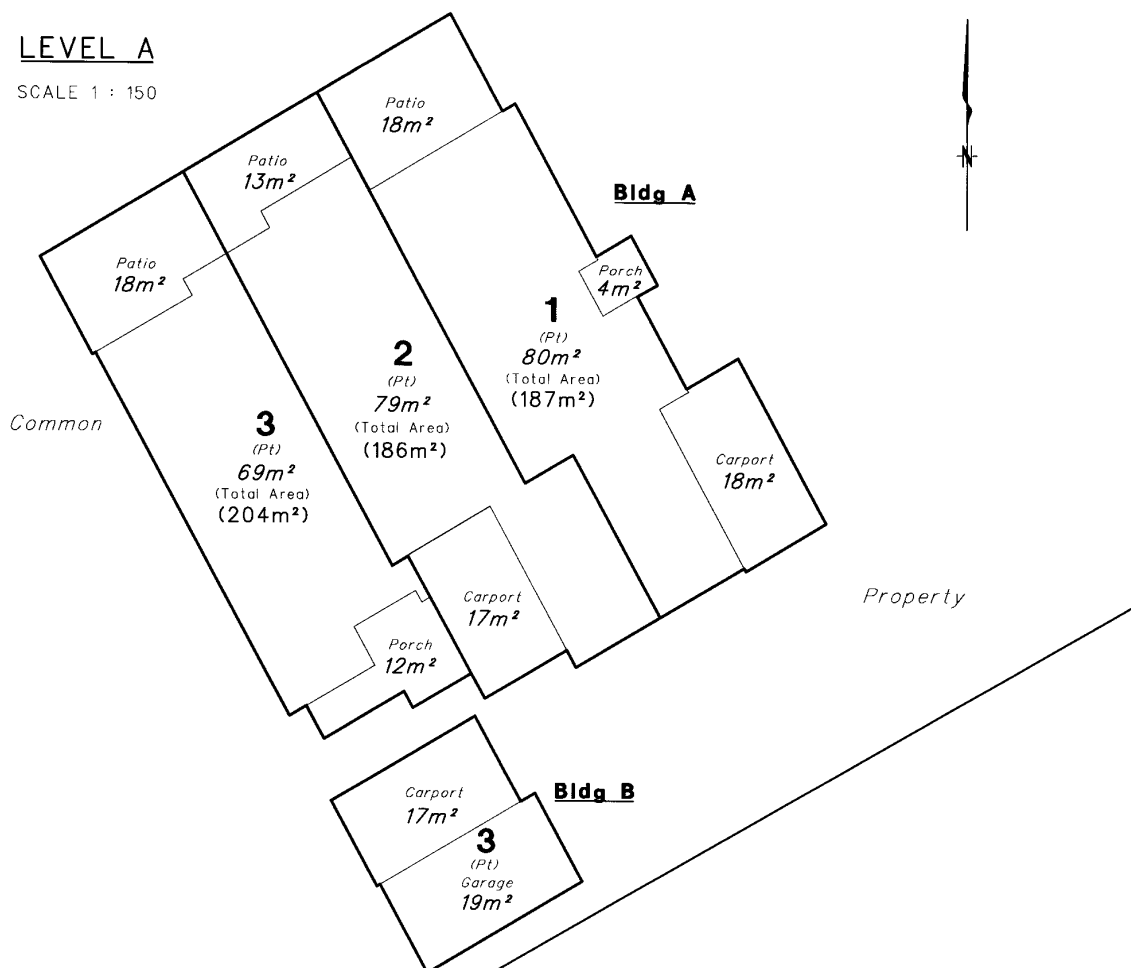 LEVEL A
SCALE 1 : 150
Patio
18m²
Patio
13m²
Patio
18m²
Bldg A
Porch
4m²
1
(Pt)
80m²
(Total Area)
(187m²)
2
(Pt)
79m²
(Total Area)
(186m²)
3
(Pt)
69m²
(Total Area)
(204m²)
Common
Carport
18m²
Carport
17m²
Property
Porch
12m²
Carport
17m²
Bldg B
3
(Pt)
Garage
19m²
N